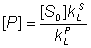 [P] = [S₀]kₗˢ / kₗᴾ